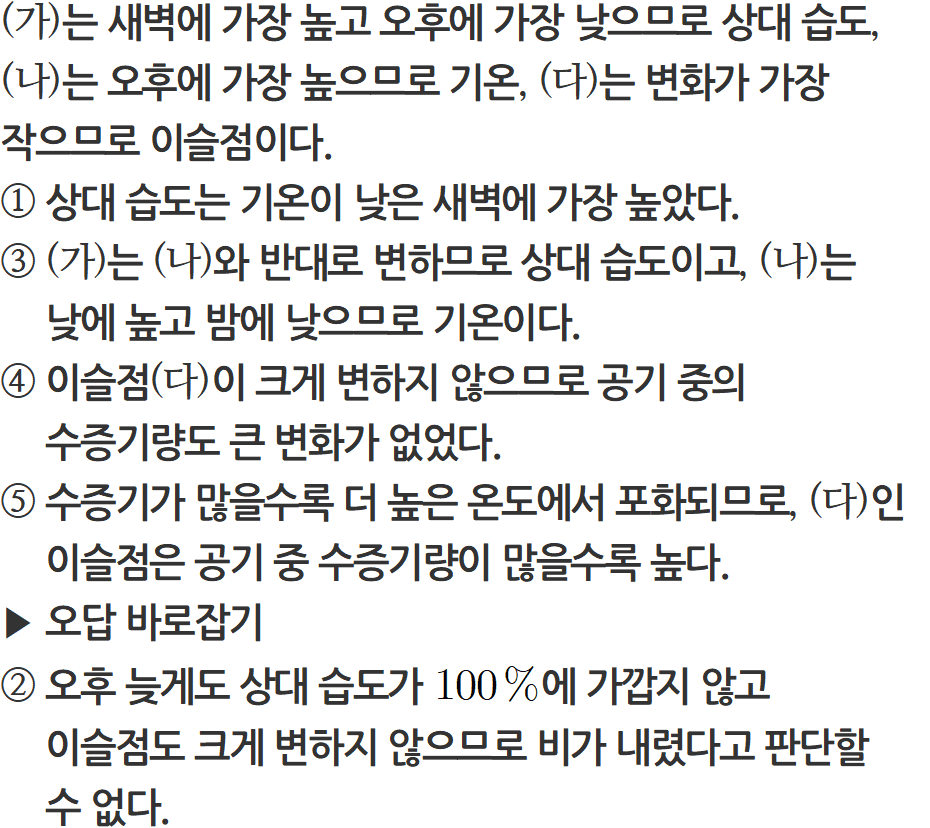 (가)는 새벽에 가장 높고 오후에 가장 낮으므로 상대 습도,
(나)는 오후에 가장 높으므로 기온, (다)는 변화가 가장
작으므로 이슬점이다.
① 상대 습도는 기온이 낮은 새벽에 가장 높았다.
③ (가)는 (나)와 반대로 변하므로 상대 습도이고, (나)는
낮에 높고 밤에 낮으므로 기온이다.
④ 이슬점(다)이 크게 변하지 않으므로 공기 중의
수증기량도 큰 변화가 없었다.
⑤ 수증기가 많을수록 더 높은 온도에서 포화되므로, (다)인
이슬점은 공기 중 수증기량이 많을수록 높다.
▶ 오답 바로잡기
② 오후 늦게도 상대 습도가 100%에 가깝지 않고
이슬점도 크게 변하지 않으므로 비가 내렸다고 판단할
수 없다.